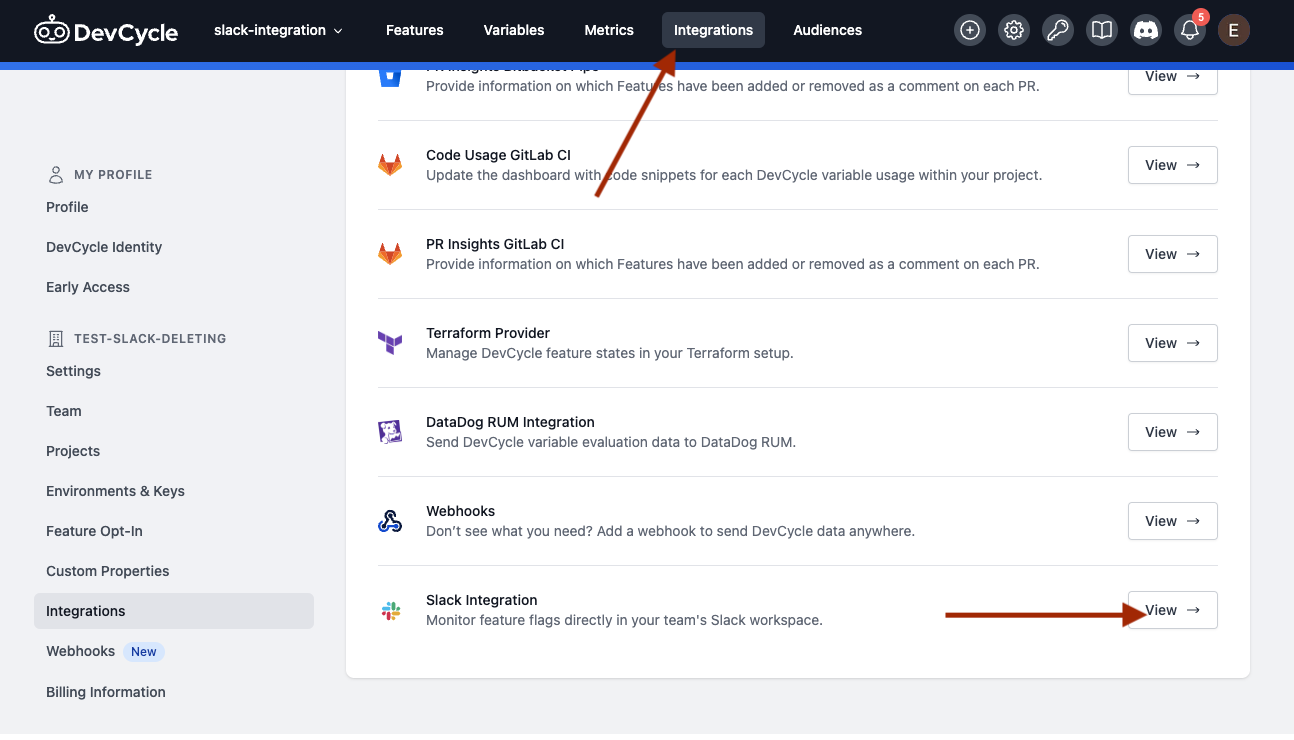 DevCycle
slack-integration
Features
Variables
Metrics
Integrations
Audiences
5
E
MY PROFILE
Profile
DevCycle Identity
Early Access
TEST-SLACK-DELETING
Settings
Team
Projects
Environments & Keys
Feature Opt-In
Custom Properties
Integrations
Webhooks New
Billing Information
PR Insights Bitbucket Pipe
Provide information on which Features have been added or removed as a comment on each PR.
View →
Code Usage GitLab CI
Update the dashboard with code snippets for each DevCycle variable usage within your project.
View →
PR Insights GitLab CI
Provide information on which Features have been added or removed as a comment on each PR.
View →
Terraform Provider
Manage DevCycle feature states in your Terraform setup.
View →
DataDog RUM Integration
Send DevCycle variable evaluation data to DataDog RUM.
View →
Webhooks
Don’t see what you need? Add a webhook to send DevCycle data anywhere.
View →
Slack Integration
Monitor feature flags directly in your team's Slack workspace.
View →